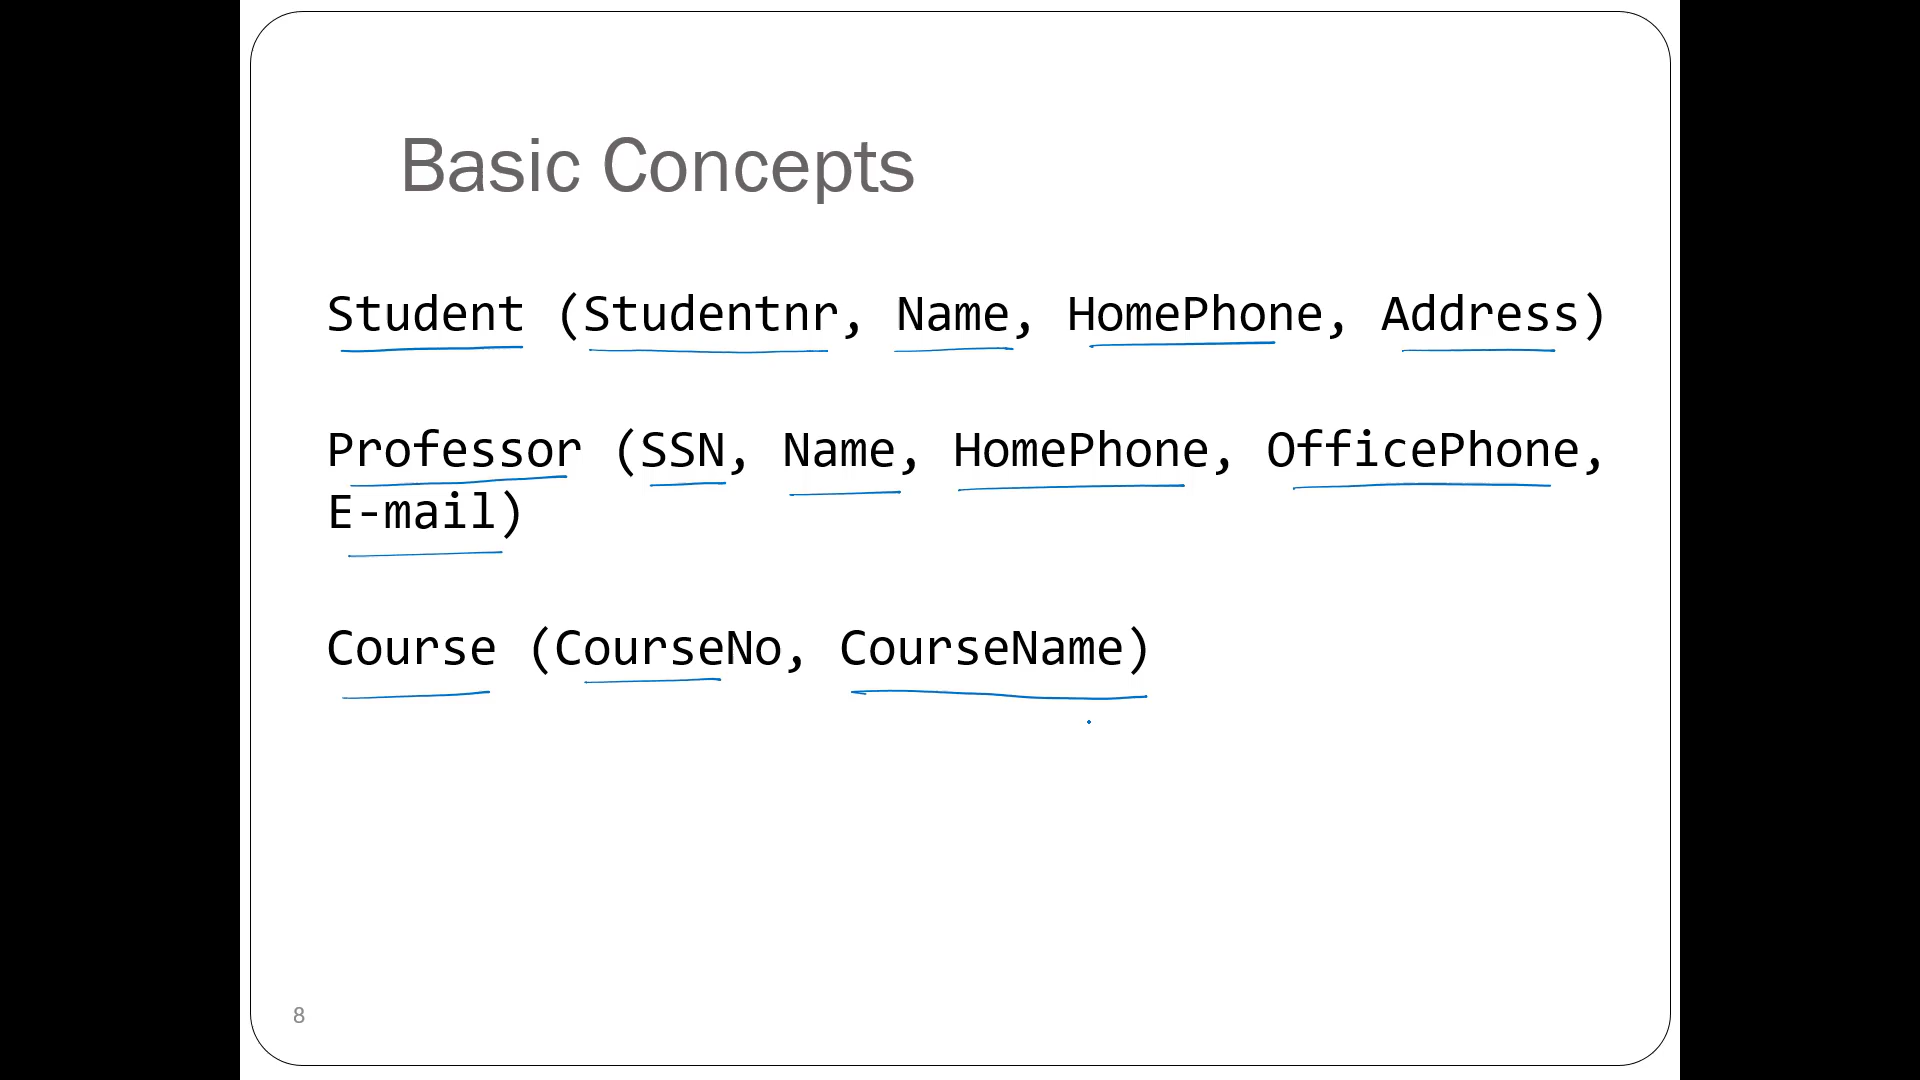 Basic Concepts
Student (Studentnr, Name, HomePhone, Address)
Professor (SSN, Name, HomePhone, OfficePhone,
E-mail)
Course (CourseNo, CourseName)
8